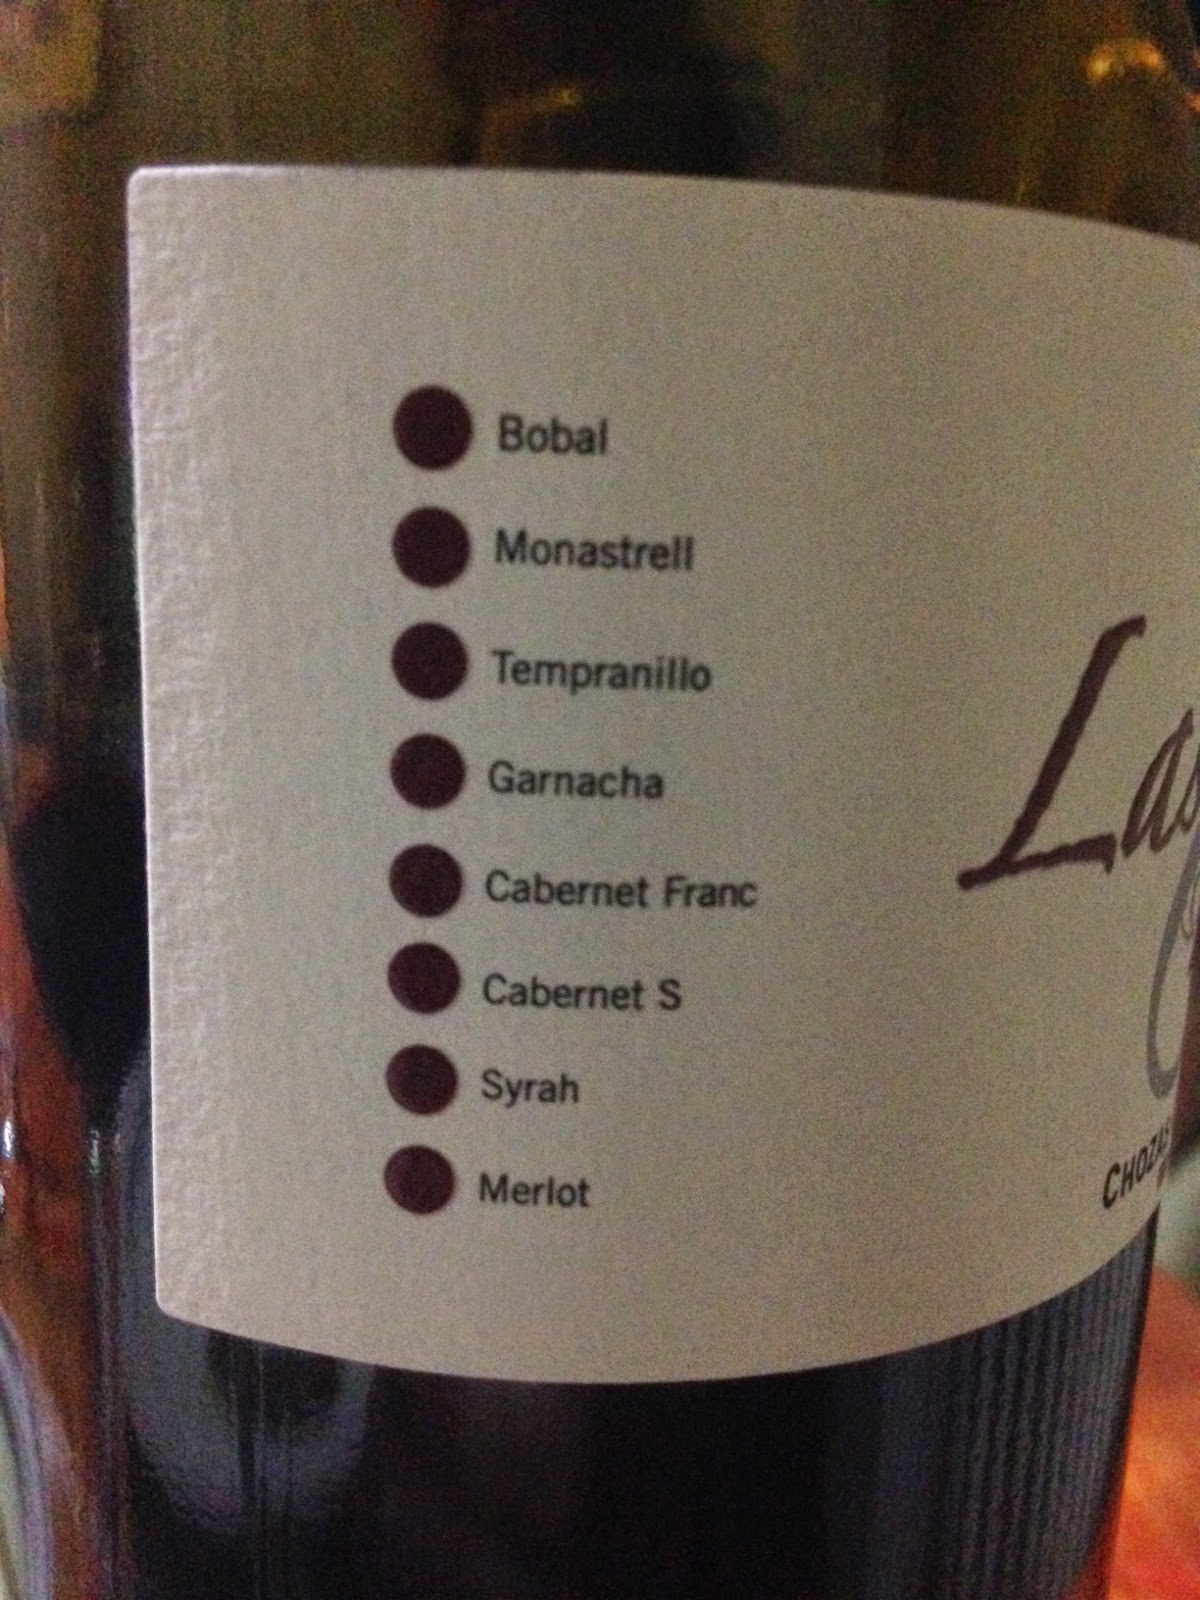 Bobal
Monastrell
Tempranillo
Garnacha
Cabernet Franc
Cabernet S
Syrah
Merlot